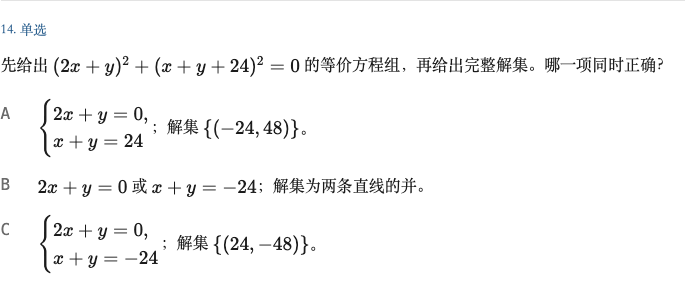 14. 单选
先给出 (2x + y)² + (x + y + 24)² = 0 的等价方程组，再给出完整解集。哪一项同时正确？
A { 2x + y = 0, x + y = 24 ；解集 {(−24, 48)}。
B 2x + y = 0 或 x + y = −24；解集为两条直线的并。
C { 2x + y = 0, x + y = −24 ；解集 {(24, −48)}。